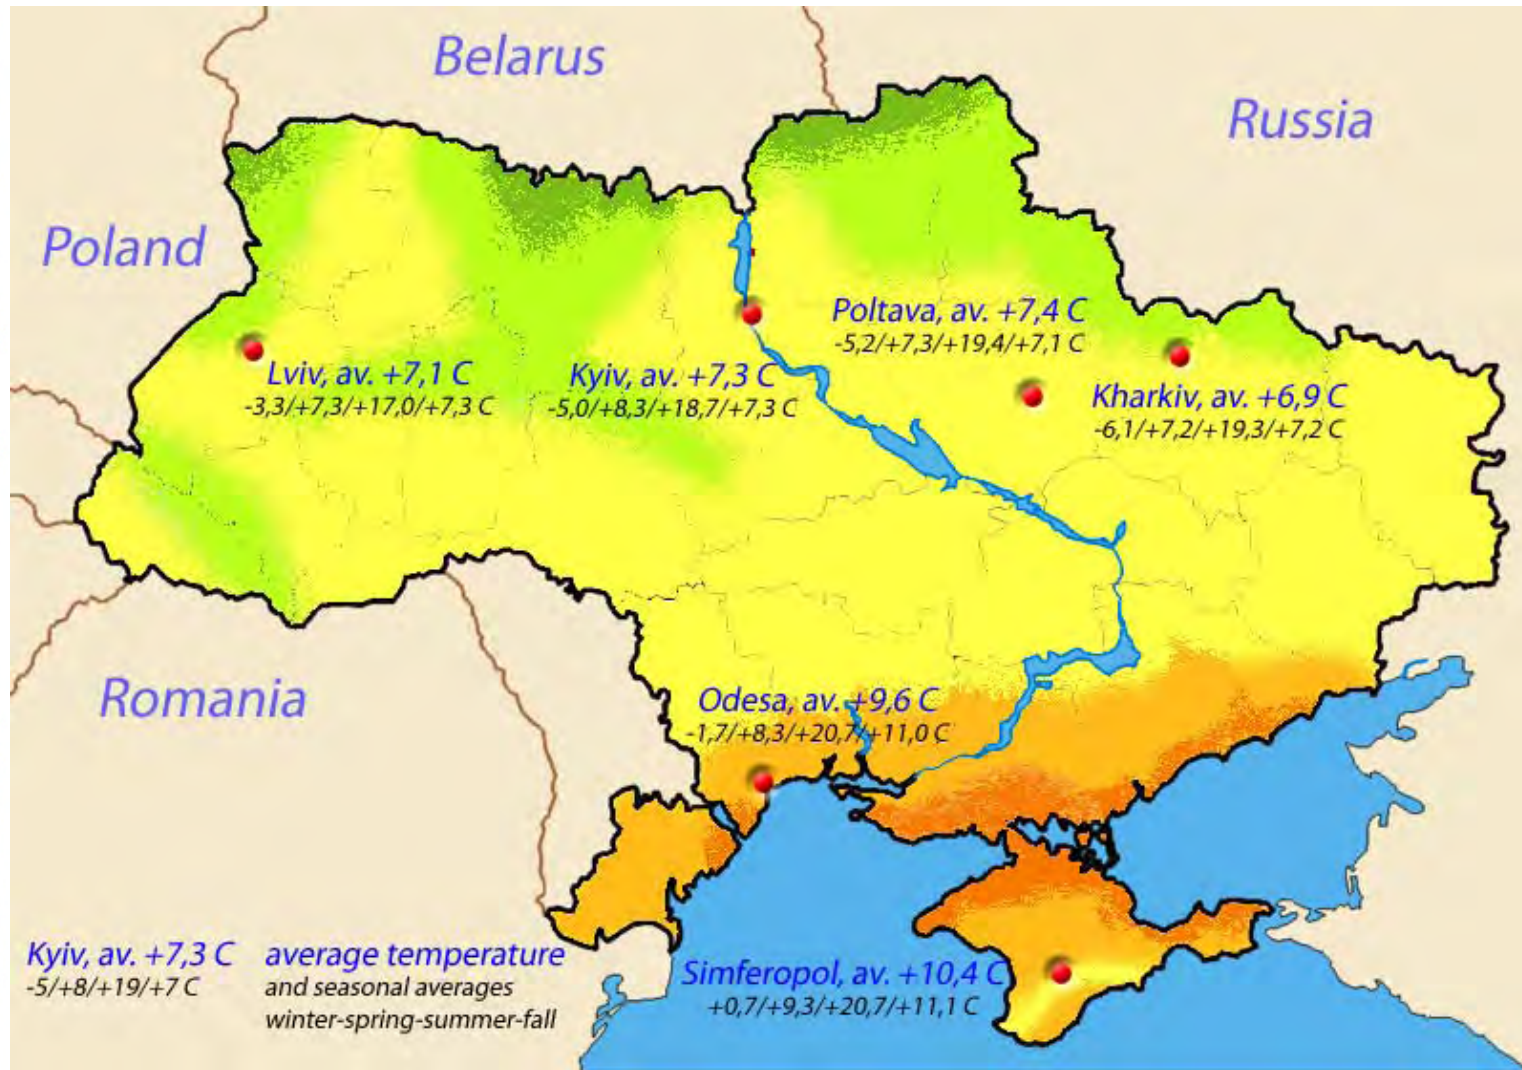 Belarus
Russia
Poland
Poltava, av. +7,4 C
-5,2/+7,3/+19,4/+7,1 C
Lviv, av. +7,1 C
-3,3/+7,3/+17,0/+7,3 C
Kyiv, av. +7,3 C
-5,0/+8,3/+18,7/+7,3 C
Kharkiv, av. +6,9 C
-6,1/+7,2/+19,3/+7,2 C
Romania
Odesa, av. +9,6 C
-1,7/+8,3/+20,7/+11,0 C
Kyiv, av. +7,3 C
-5/+8/+19/+7 C
average temperature
and seasonal averages
winter-spring-summer-fall
Simferopol, av. +10,4 C
+0,7/+9,3/+20,7/+11,1 C